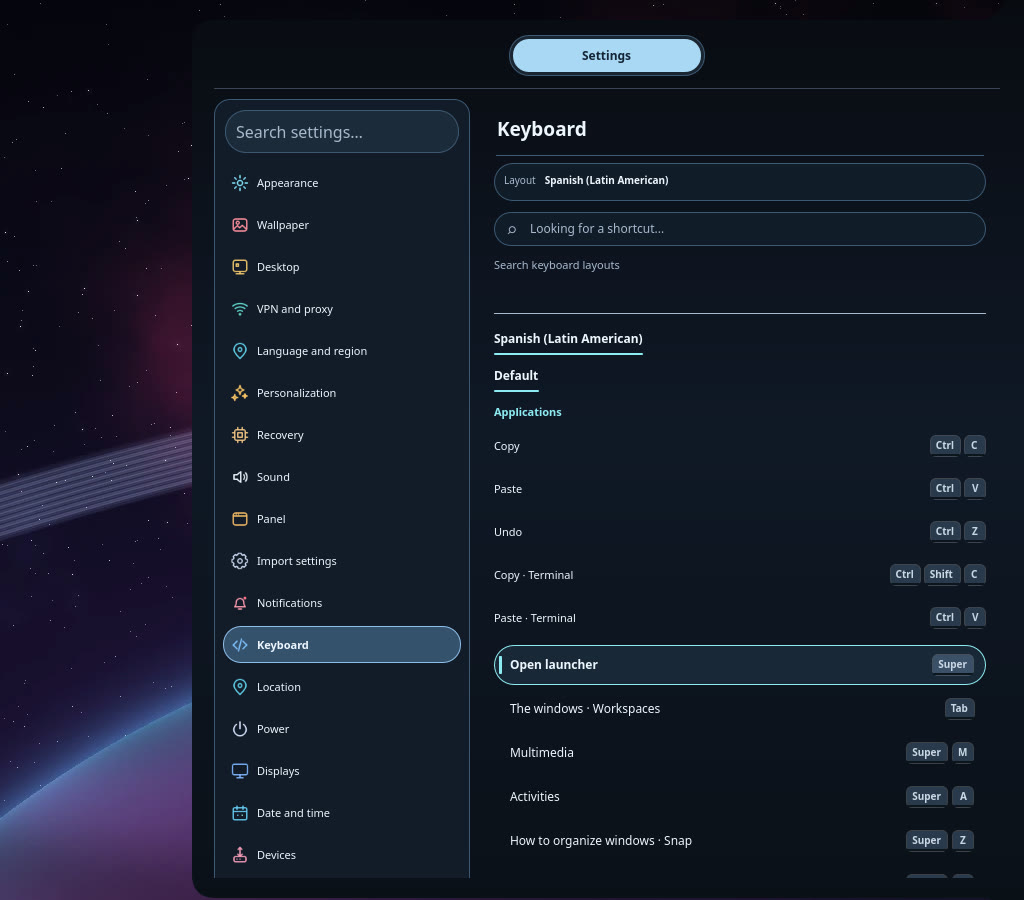 Settings
Search settings...
Appearance
Wallpaper
Desktop
VPN and proxy
Language and region
Personalization
Recovery
Sound
Panel
Import settings
Notifications
Keyboard
Location
Power
Displays
Date and time
Devices
Keyboard
Layout Spanish (Latin American)
Looking for a shortcut...
Search keyboard layouts
Spanish (Latin American)
Default
Applications
Copy Ctrl C
Paste Ctrl V
Undo Ctrl Z
Copy · Terminal Ctrl Shift C
Paste · Terminal Ctrl V
Open launcher Super
The windows · Workspaces Tab
Multimedia Super M
Activities Super A
How to organize windows · Snap Super Z